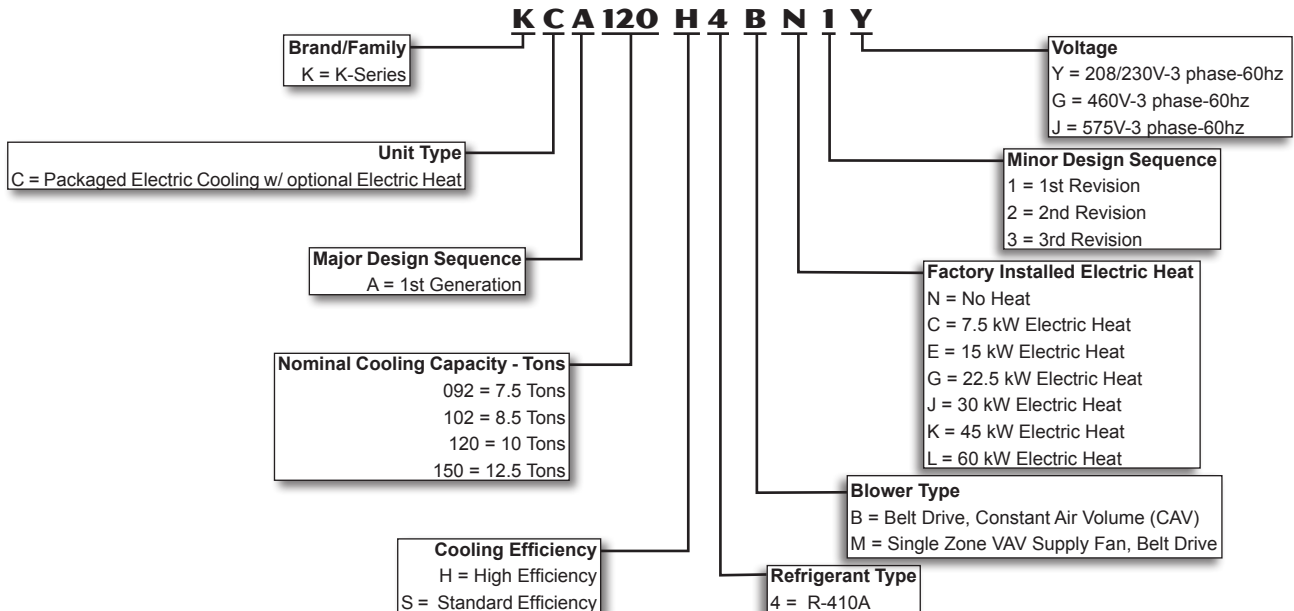 K C A 120 H 4 B N 1 Y
Brand/Family
K = K-Series
Unit Type
C = Packaged Electric Cooling w/ optional Electric Heat
Major Design Sequence
A = 1st Generation
Nominal Cooling Capacity - Tons
092 = 7.5 Tons
102 = 8.5 Tons
120 = 10 Tons
150 = 12.5 Tons
Cooling Efficiency
H = High Efficiency
S = Standard Efficiency
Voltage
Y = 208/230V-3 phase-60hz
G = 460V-3 phase-60hz
J = 575V-3 phase-60hz
Minor Design Sequence
1 = 1st Revision
2 = 2nd Revision
3 = 3rd Revision
Factory Installed Electric Heat
N = No Heat
C = 7.5 kW Electric Heat
E = 15 kW Electric Heat
G = 22.5 kW Electric Heat
J = 30 kW Electric Heat
K = 45 kW Electric Heat
L = 60 kW Electric Heat
Blower Type
B = Belt Drive, Constant Air Volume (CAV)
M = Single Zone VAV Supply Fan, Belt Drive
Refrigerant Type
4 = R-410A